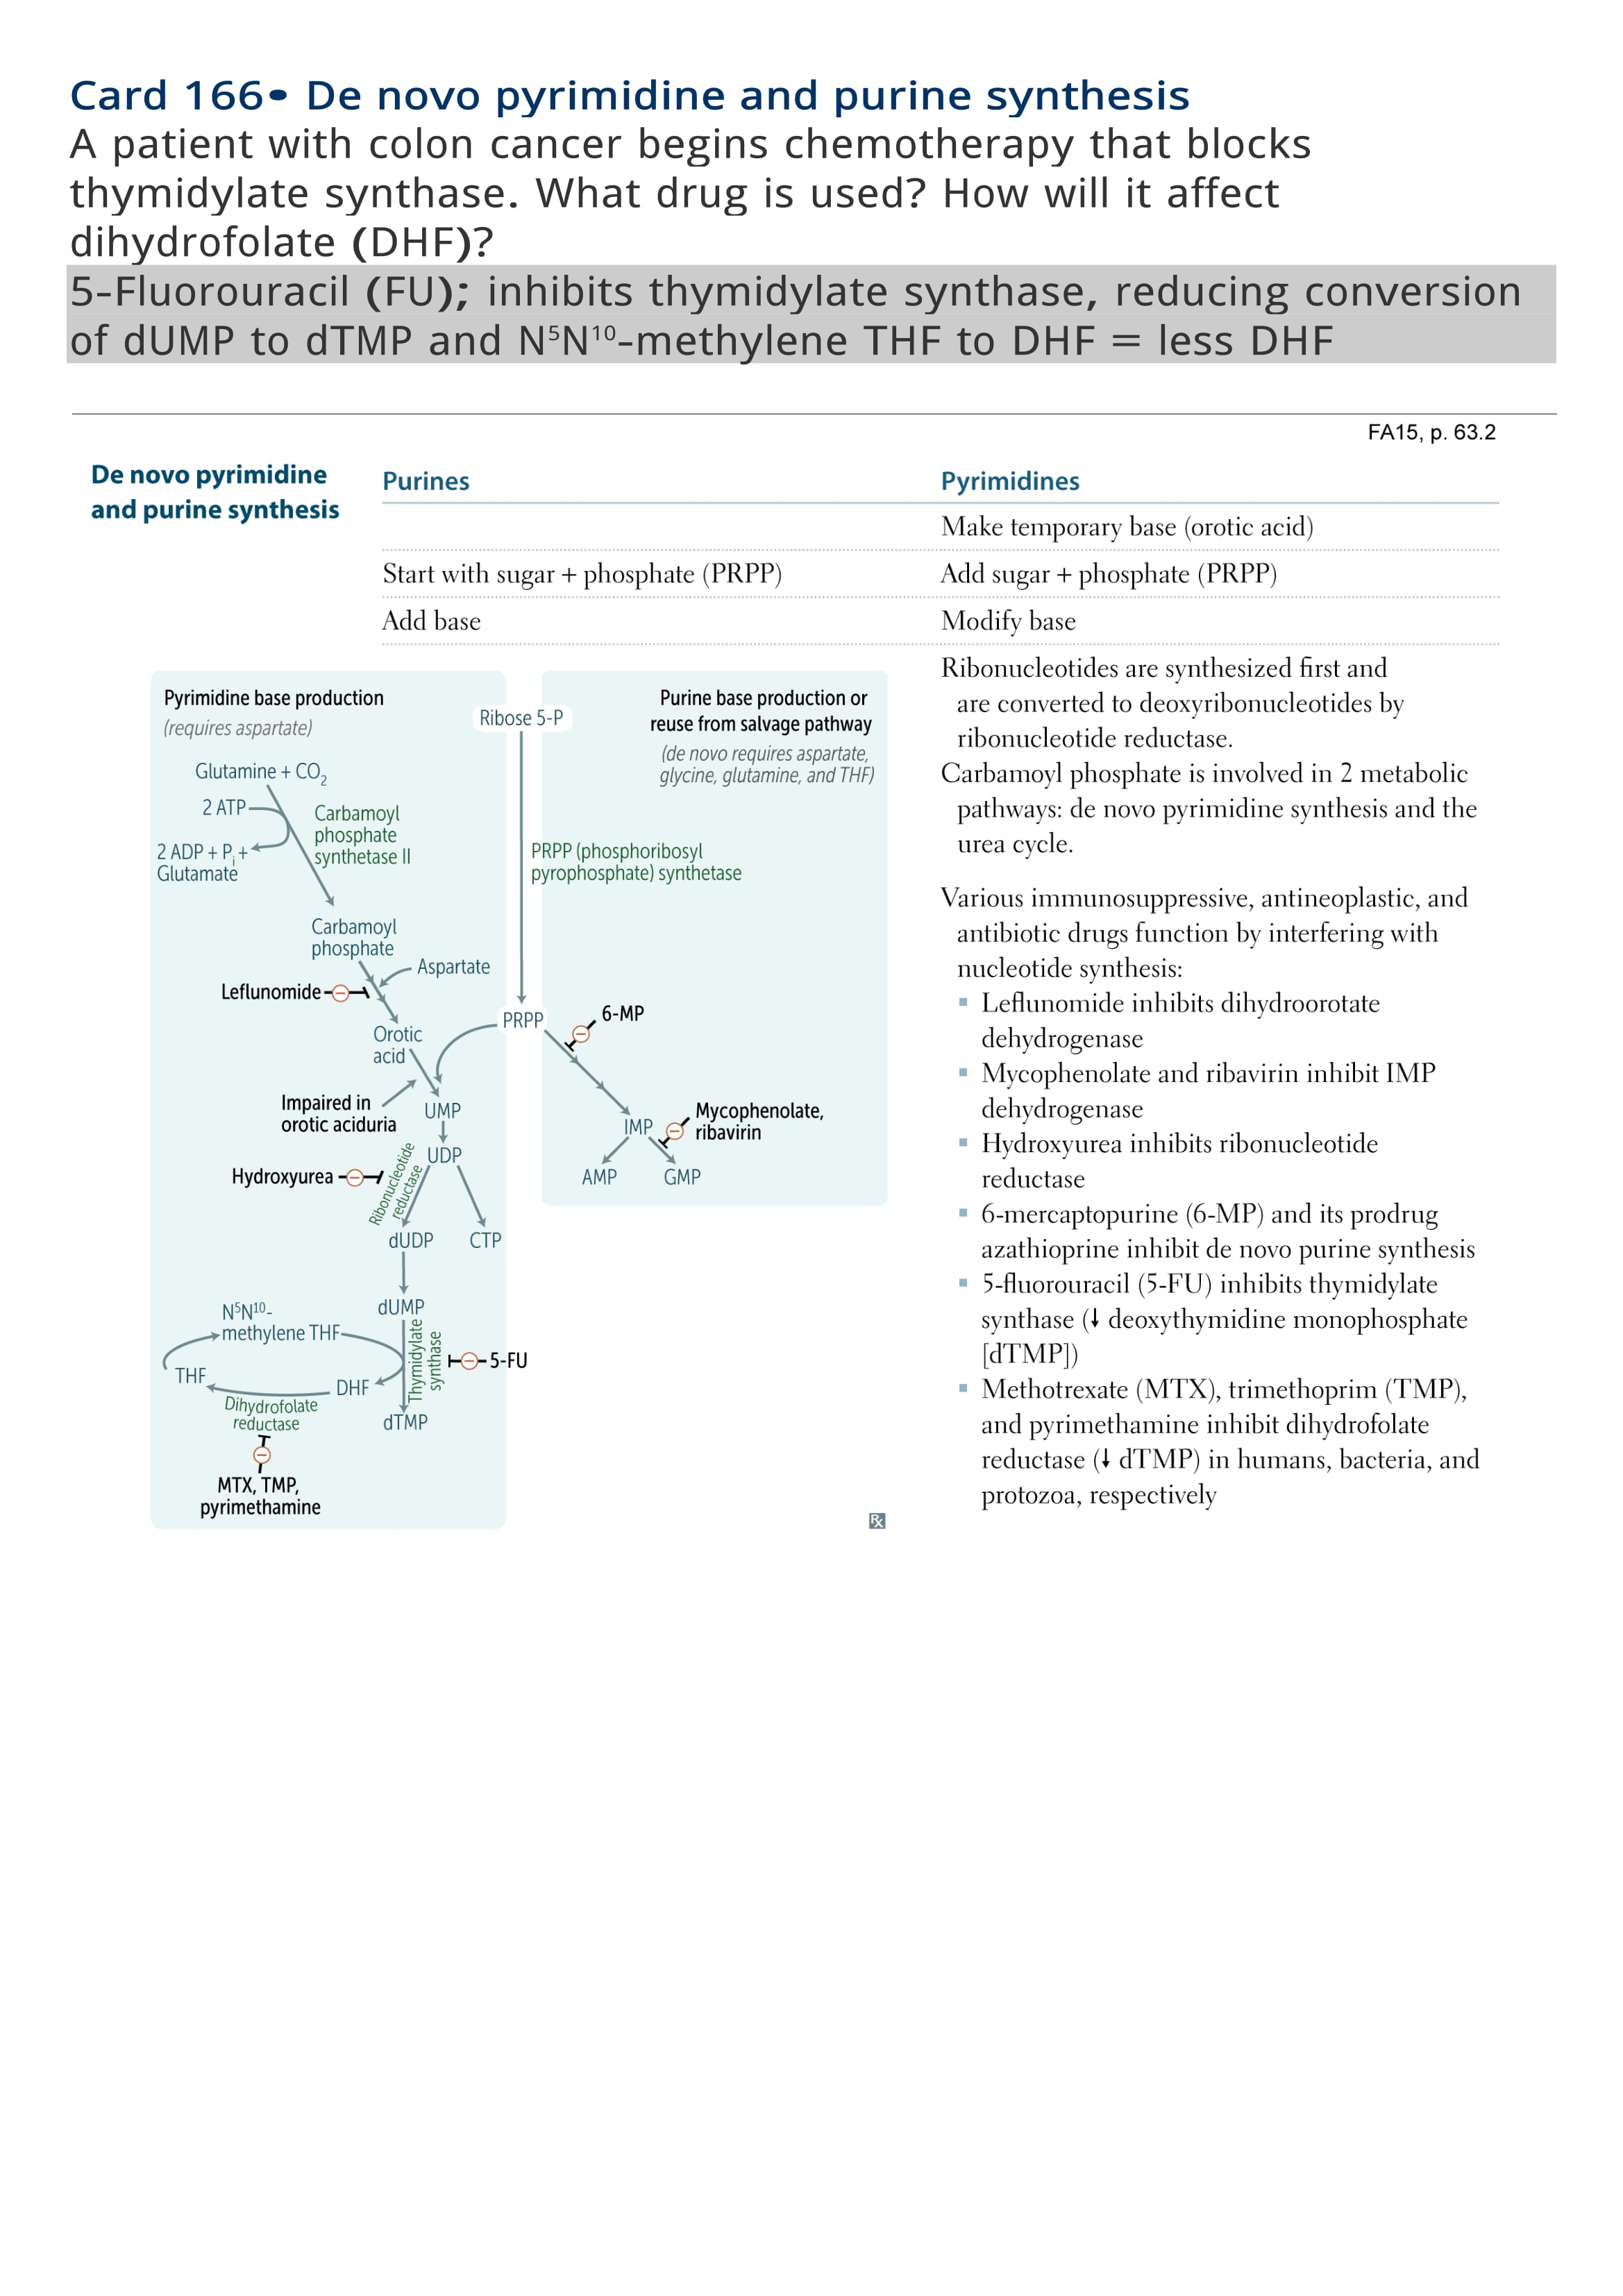 Card 166• De novo pyrimidine and purine synthesis
A patient with colon cancer begins chemotherapy that blocks
thymidylate synthase. What drug is used? How will it affect
dihydrofolate (DHF)?
5-Fluorouracil (FU); inhibits thymidylate synthase, reducing conversion
of dUMP to dTMP and N⁵N¹⁰-methylene THF to DHF = less DHF
FA15, p. 63.2
De novo pyrimidine
and purine synthesis
Purines
Pyrimidines
Make temporary base (orotic acid)
Start with sugar + phosphate (PRPP)
Add sugar + phosphate (PRPP)
Add base
Modify base
Pyrimidine base production
(requires aspartate)
Glutamine + CO₂
2 ATP
2 ADP + Pᵢ +
Glutamate
Carbamoyl
phosphate
synthetase II
Carbamoyl
phosphate
Aspartate
Leflunomide
Orotic
acid
Impaired in
orotic aciduria
UMP
UDP
Hydroxyurea
Ribonucleotide
reductase
dUDP
CTP
dUMP
N⁵N¹⁰-
methylene THF
THF
DHF
Thymidylate
synthase
5-FU
Dihydrofolate
reductase
dTMP
MTX, TMP,
pyrimethamine
Ribose 5-P
Purine base production or
reuse from salvage pathway
(de novo requires aspartate,
glycine, glutamine, and THF)
PRPP (phosphoribosyl
pyrophosphate) synthetase
PRPP
6-MP
IMP
Mycophenolate,
ribavirin
AMP
GMP
Rx
Ribonucleotides are synthesized first and
are converted to deoxyribonucleotides by
ribonucleotide reductase.
Carbamoyl phosphate is involved in 2 metabolic
pathways: de novo pyrimidine synthesis and the
urea cycle.
Various immunosuppressive, antineoplastic, and
antibiotic drugs function by interfering with
nucleotide synthesis:
▪ Leflunomide inhibits dihydroorotate
dehydrogenase
▪ Mycophenolate and ribavirin inhibit IMP
dehydrogenase
▪ Hydroxyurea inhibits ribonucleotide
reductase
▪ 6-mercaptopurine (6-MP) and its prodrug
azathioprine inhibit de novo purine synthesis
▪ 5-fluorouracil (5-FU) inhibits thymidylate
synthase (↓ deoxythymidine monophosphate
[dTMP])
▪ Methotrexate (MTX), trimethoprim (TMP),
and pyrimethamine inhibit dihydrofolate
reductase (↓ dTMP) in humans, bacteria, and
protozoa, respectively